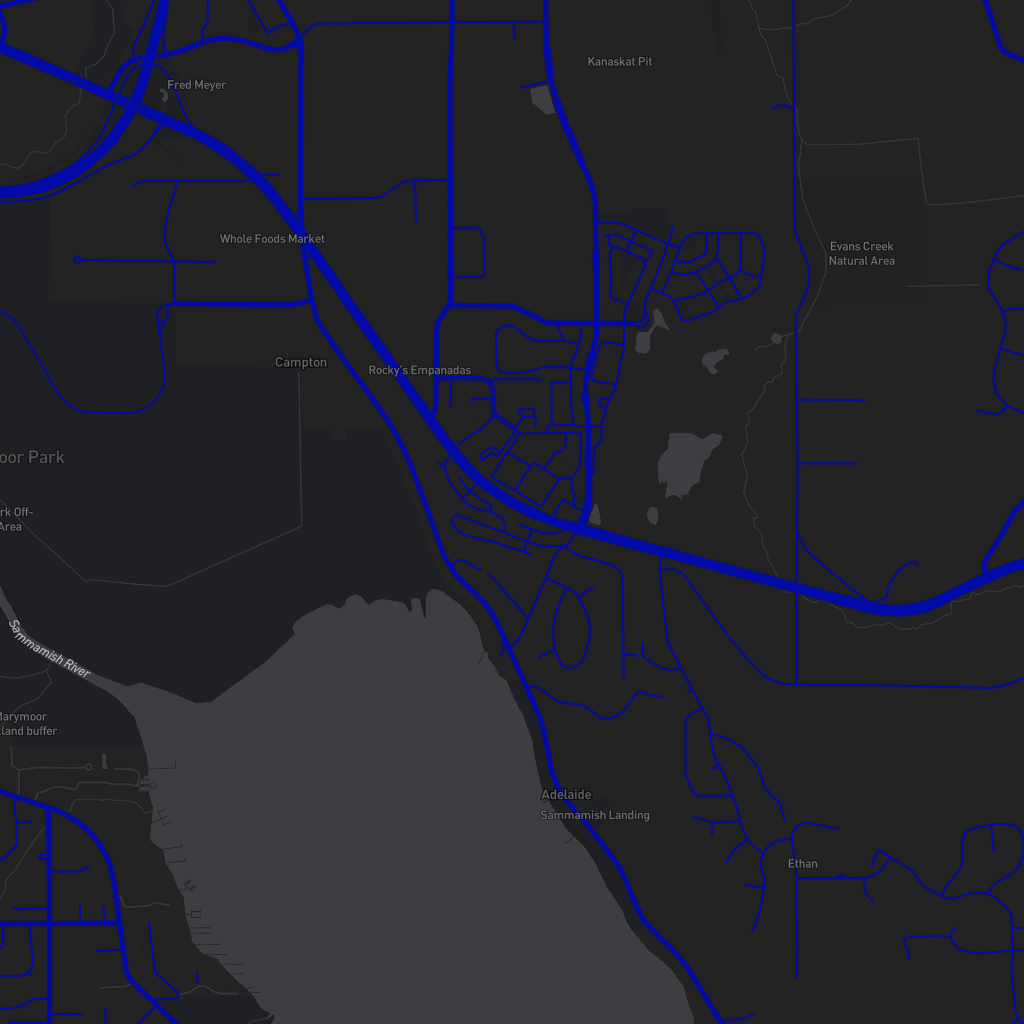 Kanaskat Pit
Fred Meyer
Whole Foods Market
Evans Creek
Natural Area
Campton
Rocky's Empanadas
oor Park
rk Off-
Area
Sammamish River
Marymoor
tland buffer
Adelaide
Sammamish Landing
Ethan